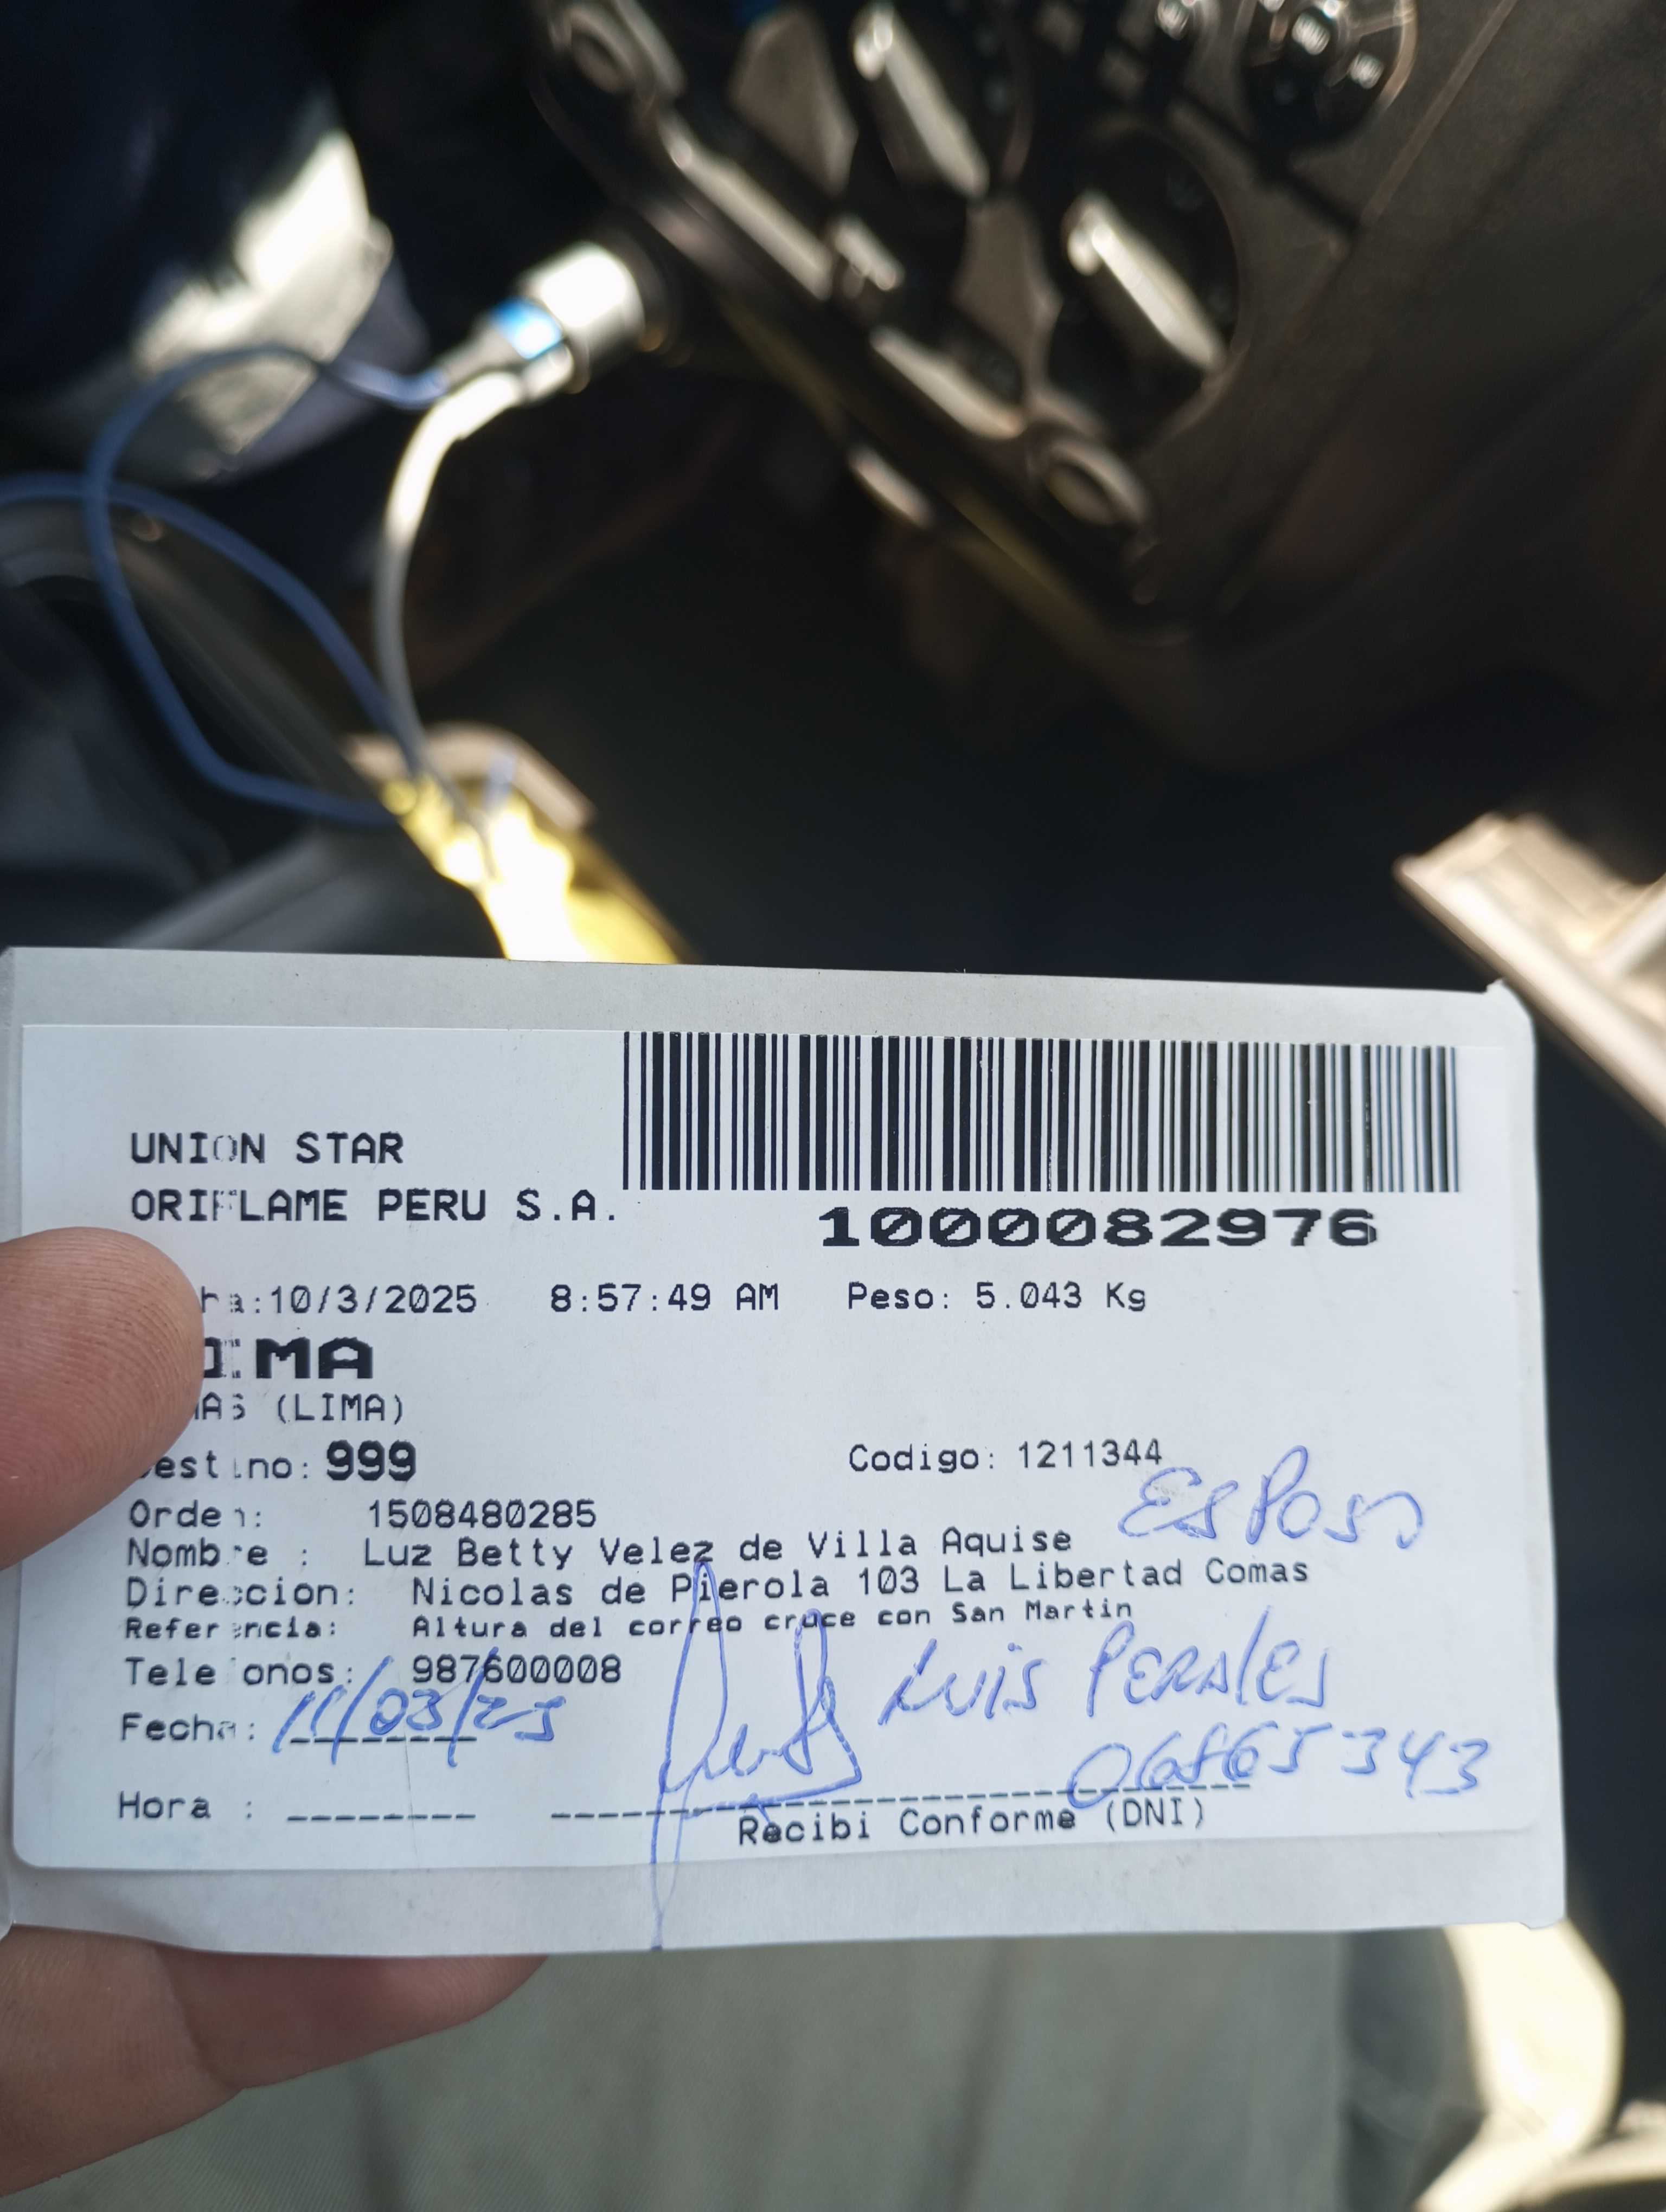 UNION STAR
ORIFLAME PERU S.A.
1000082976
ha:10/3/2025 8:57:49 AM Peso: 5.043 Kg
IMA
AS (LIMA)
estino: 999 Codigo: 1211344
ESPOSO
Orden: 1508480285
Nombre : Luz Betty Velez de Villa Aquise
Direccion: Nicolas de Pierola 103 La Libertad Comas
Referencia: Altura del correo cruce con San Martin
Telefonos: 987600008
LUIS PERALES
Fecha: 11/03/25
06865343
Hora :
Recibi Conforme (DNI)